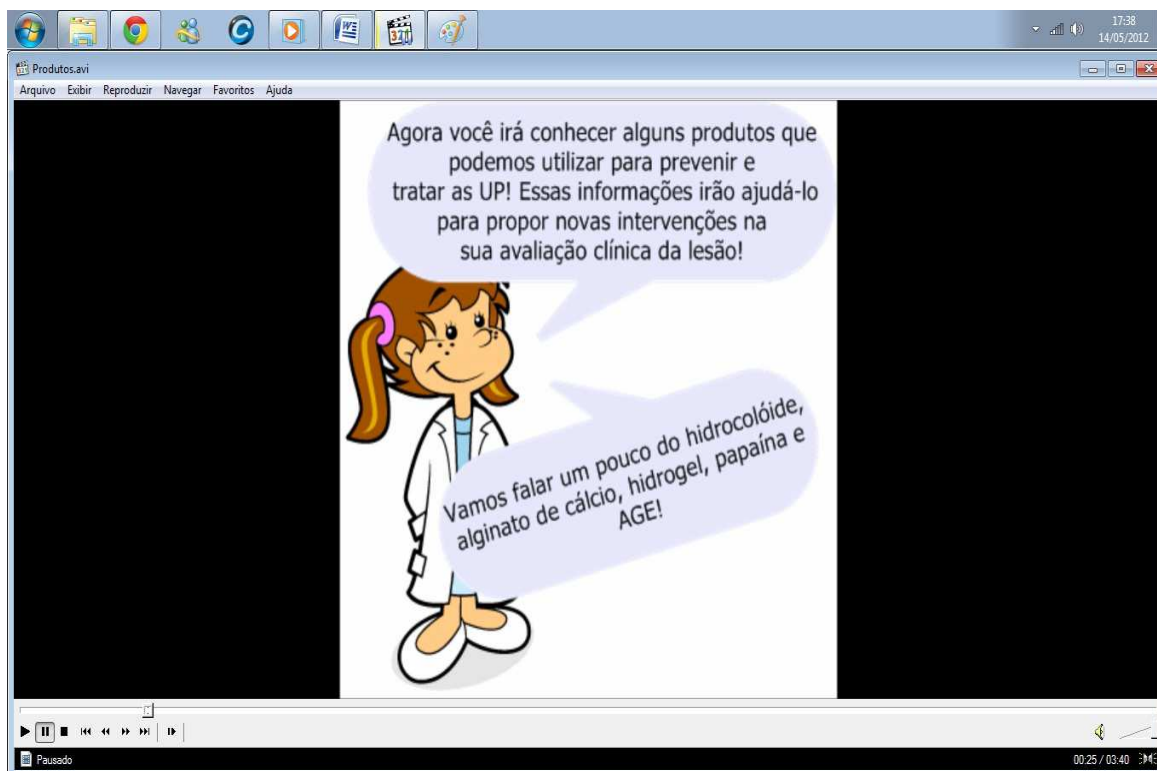 17:38
14/05/2012
Produtos.avi
Arquivo Exibir Reproduzir Navegar Favoritos Ajuda
Agora você irá conhecer alguns produtos que
podemos utilizar para prevenir e
tratar as UP! Essas informações irão ajudá-lo
para propor novas intervenções na
sua avaliação clínica da lesão!
Vamos falar um pouco do hidrocolóide,
alginato de cálcio, hidrogel, papaína e
AGE!
Pausado
00:25 / 03:40